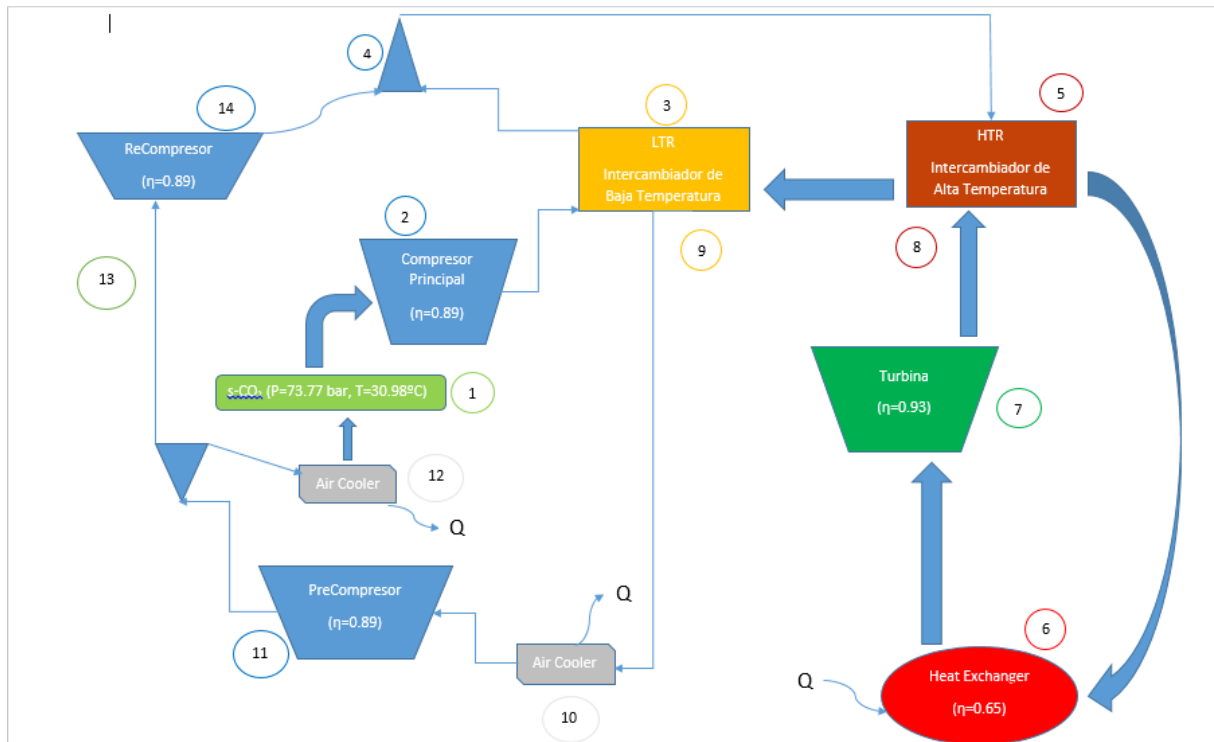 4
5
14
3
ReCompresor
(η=0.89)
LTR
Intercambiador de
Baja Temperatura
HTR
Intercambiador de
Alta Temperatura
2
Compresor
Principal
(η=0.89)
9
8
13
s-CO₂ (P=73.77 bar, T=30.98ºC)
1
Turbina
(η=0.93)
7
Air Cooler
12
Q
PreCompresor
(η=0.89)
Q
11
Air Cooler
10
6
Heat Exchanger
(η=0.65)
Q